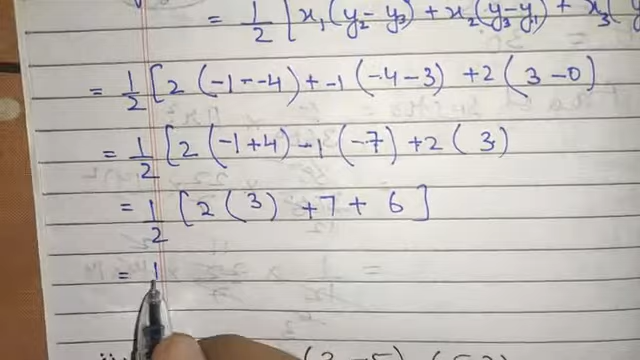 = 1/2 [x₁(y₂-y₃) + x₂(y₃-y₁) + x₃(y
= 1/2 [2 (-1--4) + -1 (-4-3) +2 (3-0)]
= 1/2 [2 (-1+4) -1 (-7) +2 (3)
= 1/2 [2 (3) +7+ 6]
= 1